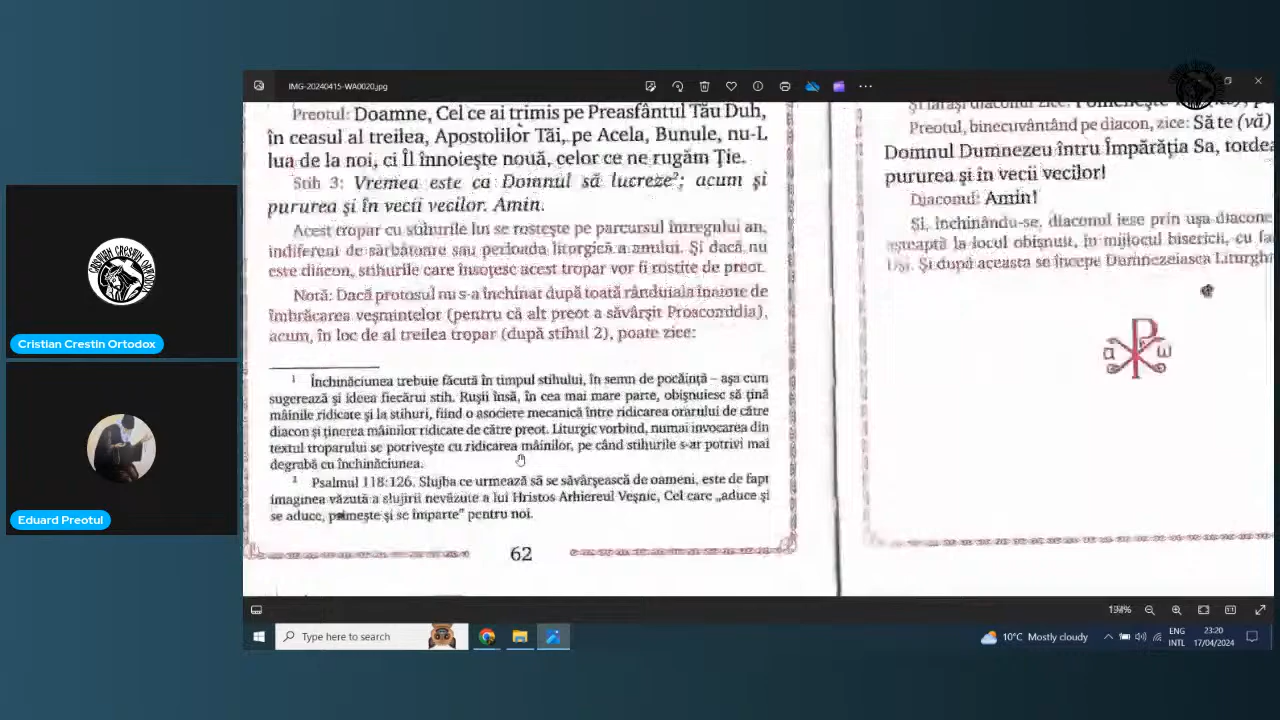 IMG-20240415-WA0020.jpg
Preotul: Doamne, Cel ce ai trimis pe Preasfântul Tău Duh,
în ceasul al treilea, Apostolilor Tăi, pe Acela, Bunule, nu-L
lua de la noi, ci Îl înnoiește nouă, celor ce ne rugăm Ție.
Stih 3: Vremea este ca Domnul să lucreze²; acum și
pururea și în vecii vecilor. Amin.
Acest tropar cu stihurile lui se rostește pe parcursul întregului an,
indiferent de sărbătoare sau perioada liturgică a anului. Și dacă nu
este diacon, stihurile care însoțesc acest tropar vor fi rostite de preot.
Notă: Dacă protosul nu s-a închinat după toată rânduiala înainte de
îmbrăcarea veșmintelor (pentru că alt preot a săvârșit Proscomidia),
acum, în loc de al treilea tropar (după stihul 2), poate zice:
¹ Închinăciunea trebuie făcută în timpul stihului, în semn de pocăință – așa cum
sugerează și ideea fiecărui stih. Rușii însă, în cea mai mare parte, obișnuiesc să țină
mâinile ridicate și la stihuri, fiind o asociere mecanică între ridicarea orarului de către
diacon și ținerea mâinilor ridicate de către preot. Liturgic vorbind, numai invocarea din
textul troparului se potrivește cu ridicarea mâinilor, pe când stihurile s-ar potrivi mai
degrabă cu închinăciunea.
² Psalmul 118:126. Slujba ce urmează să se săvârșească de oameni, este de fapt
imaginea văzută a slujirii nevăzute a lui Hristos Arhiereul Veșnic, Cel care „aduce și
se aduce, primește și se împarte” pentru noi.
62
Și iarăși diaconul zice:
Preotul, binecuvântând pe diacon, zice: Să te (vă)
Domnul Dumnezeu întru Împărăția Sa, totdea
pururea și în vecii vecilor!
Diaconul: Amin!
Și, închinându-se, diaconul iese prin ușa diacone
așteaptă la locul obișnuit, în mijlocul bisericii, cu fa
Uși. Și după aceasta se începe Dumnezeiasca Liturgh
α Ρ ω
CRISTIAN CRESTIN ORTODOX
Cristian Crestin Ortodox
Eduard Preotul
Type here to search
10°C Mostly cloudy
ENG
INTL
23:20
17/04/2024